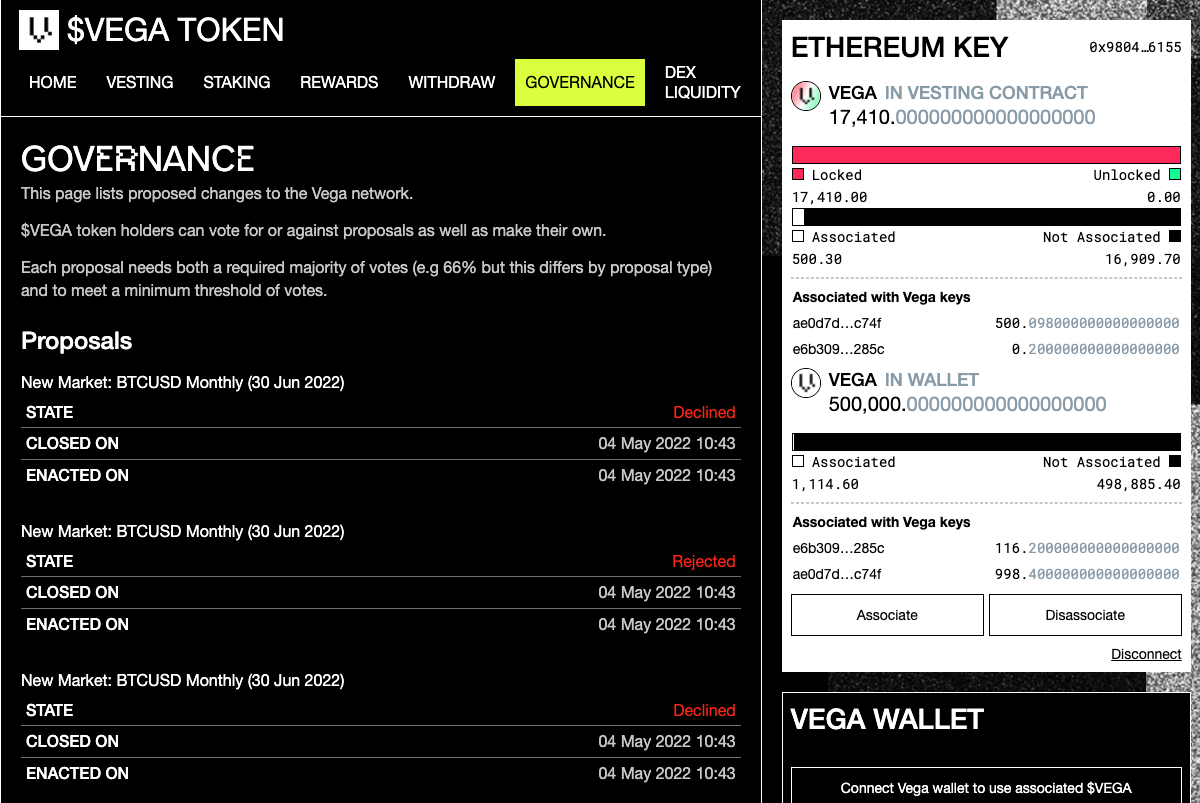 $VEGA TOKEN
HOME VESTING STAKING REWARDS WITHDRAW GOVERNANCE DEX LIQUIDITY
GOVERNANCE
This page lists proposed changes to the Vega network.
$VEGA token holders can vote for or against proposals as well as make their own.
Each proposal needs both a required majority of votes (e.g 66% but this differs by proposal type)
and to meet a minimum threshold of votes.
Proposals
New Market: BTCUSD Monthly (30 Jun 2022)
STATE Declined
CLOSED ON 04 May 2022 10:43
ENACTED ON 04 May 2022 10:43
New Market: BTCUSD Monthly (30 Jun 2022)
STATE Rejected
CLOSED ON 04 May 2022 10:43
ENACTED ON 04 May 2022 10:43
New Market: BTCUSD Monthly (30 Jun 2022)
STATE Declined
CLOSED ON 04 May 2022 10:43
ENACTED ON 04 May 2022 10:43
ETHEREUM KEY 0x9804…6155
VEGA IN VESTING CONTRACT
17,410.000000000000000000
Locked Unlocked
17,410.00 0.00
Associated Not Associated
500.30 16,909.70
Associated with Vega keys
ae0d7d…c74f 500.098000000000000000
e6b309…285c 0.200000000000000000
VEGA IN WALLET
500,000.000000000000000000
Associated Not Associated
1,114.60 498,885.40
Associated with Vega keys
e6b309…285c 116.200000000000000000
ae0d7d…c74f 998.400000000000000000
Associate Disassociate
Disconnect
VEGA WALLET
Connect Vega wallet to use associated $VEGA